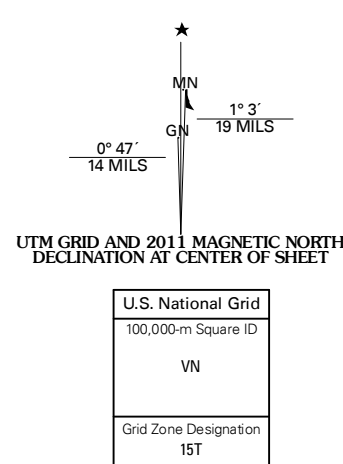 MN
1° 3´
19 MILS
GN
0° 47´
14 MILS
UTM GRID AND 2011 MAGNETIC NORTH
DECLINATION AT CENTER OF SHEET
U.S. National Grid
100,000-m Square ID
VN
Grid Zone Designation
15T